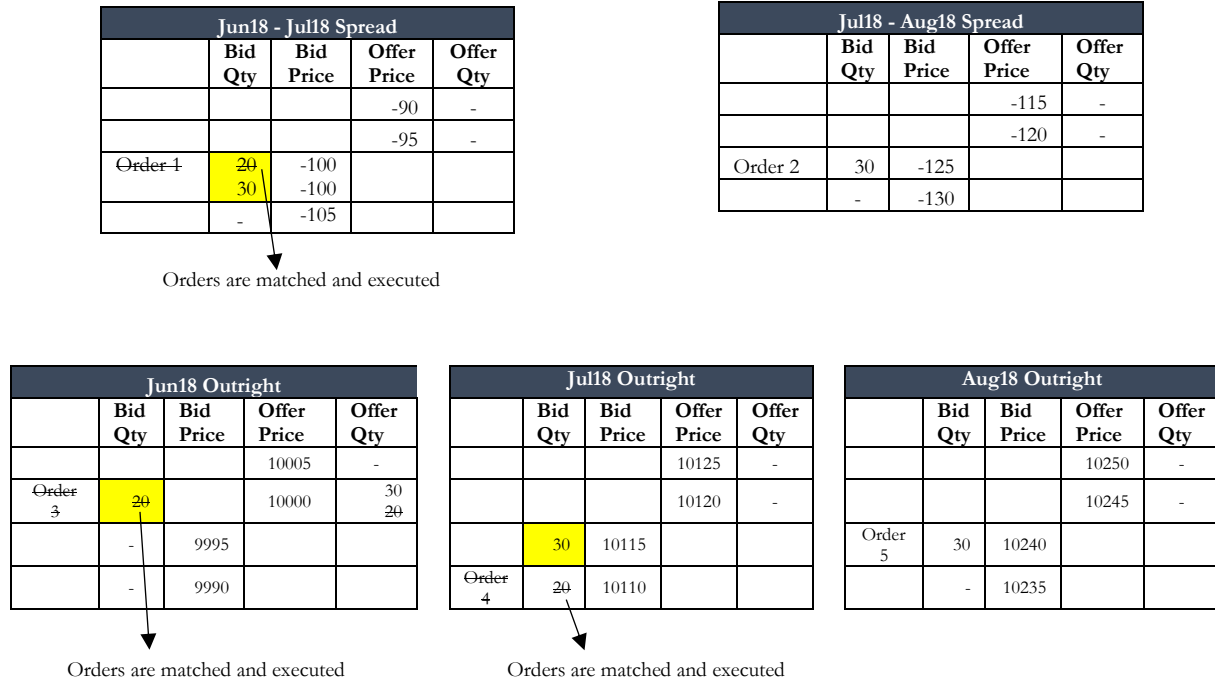 Jun18 - Jul18 Spread
Bid Qty Bid Price Offer Price Offer Qty
-90 -
-95 -
Order 1 20 -100
30 -100
- -105
Orders are matched and executed
Jul18 - Aug18 Spread
Bid Qty Bid Price Offer Price Offer Qty
-115 -
-120 -
Order 2 30 -125
- -130
Jun18 Outright
Bid Qty Bid Price Offer Price Offer Qty
10005 -
Order 3 20 10000 30 20
- 9995
- 9990
Orders are matched and executed
Jul18 Outright
Bid Qty Bid Price Offer Price Offer Qty
10125 -
10120 -
30 10115
Order 4 20 10110
Orders are matched and executed
Aug18 Outright
Bid Qty Bid Price Offer Price Offer Qty
10250 -
10245 -
Order 5 30 10240
- 10235